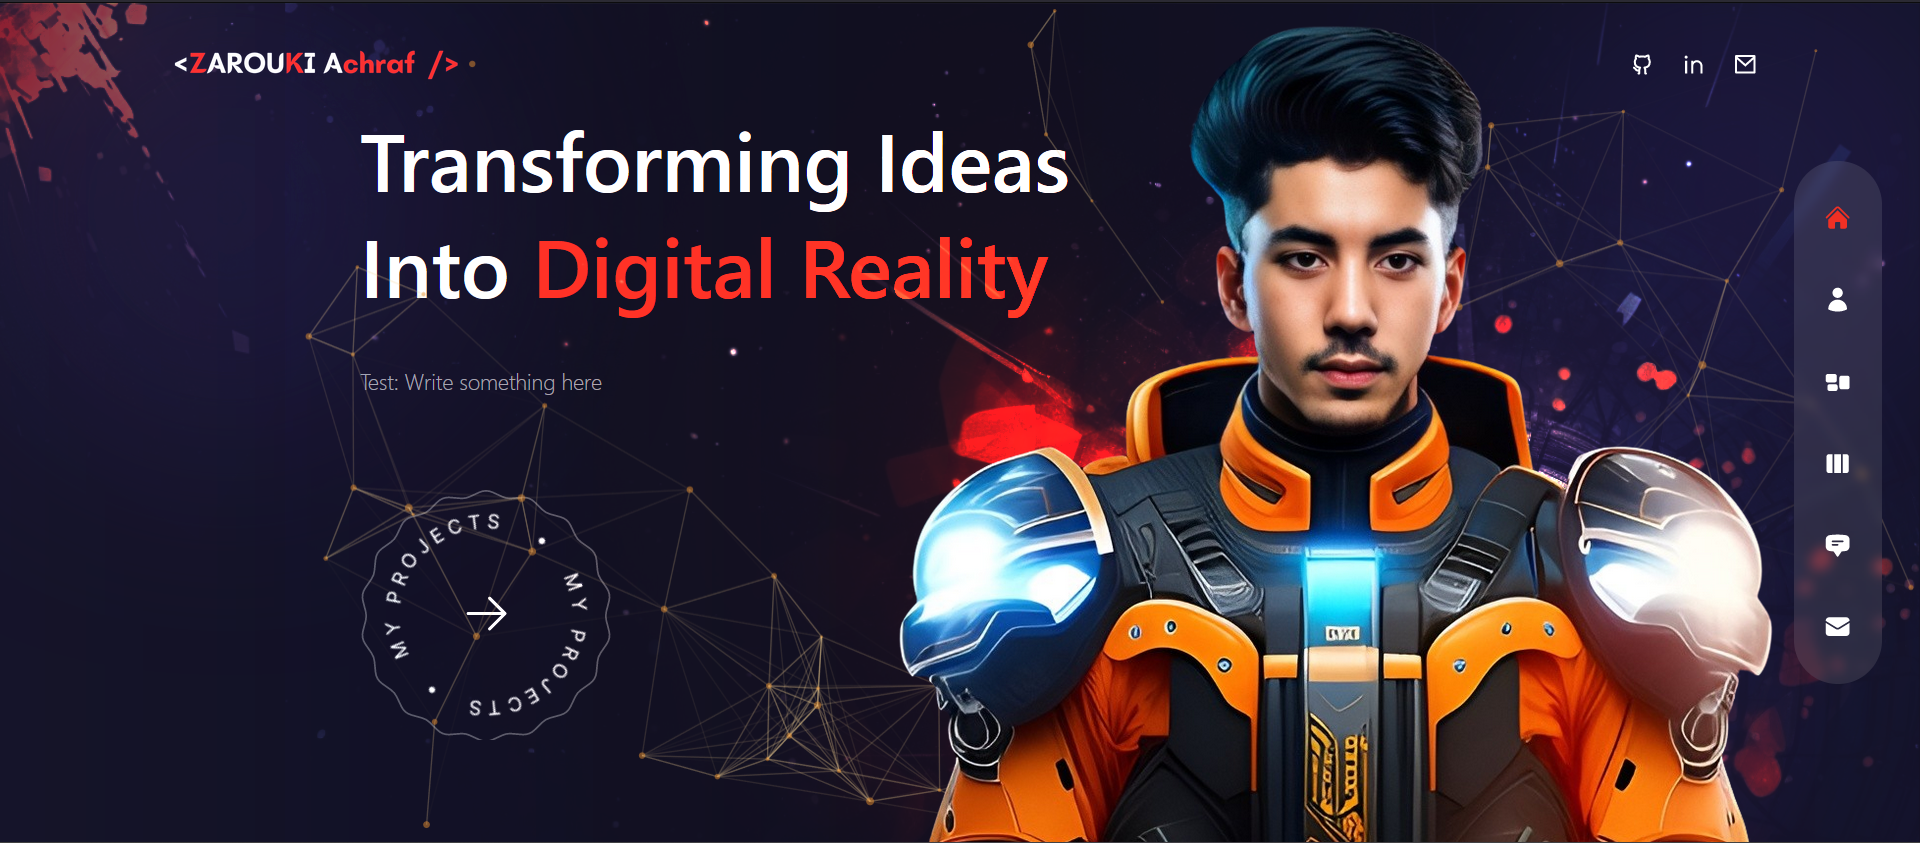 <ZAROUKI Achraf />
Transforming Ideas
Into Digital Reality
Test: Write something here
MY PROJECTS
MY PROJECTS
in